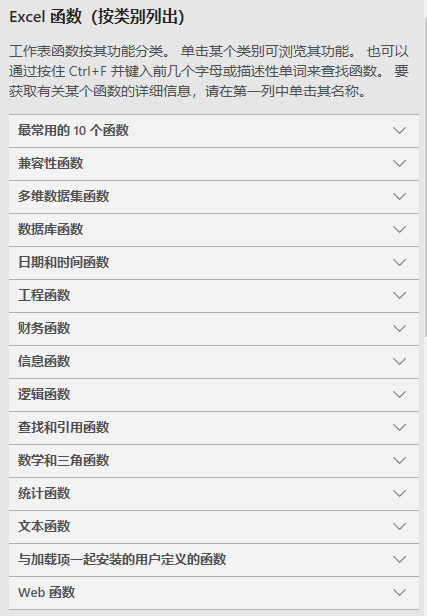 Excel 函数（按类别列出）
工作表函数按其功能分类。 单击某个类别可浏览其功能。 也可以
通过按住 Ctrl+F 并键入前几个字母或描述性单词来查找函数。 要
获取有关某个函数的详细信息，请在第一列中单击其名称。
最常用的 10 个函数
兼容性函数
多维数据集函数
数据库函数
日期和时间函数
工程函数
财务函数
信息函数
逻辑函数
查找和引用函数
数学和三角函数
统计函数
文本函数
与加载项一起安装的用户定义的函数
Web 函数